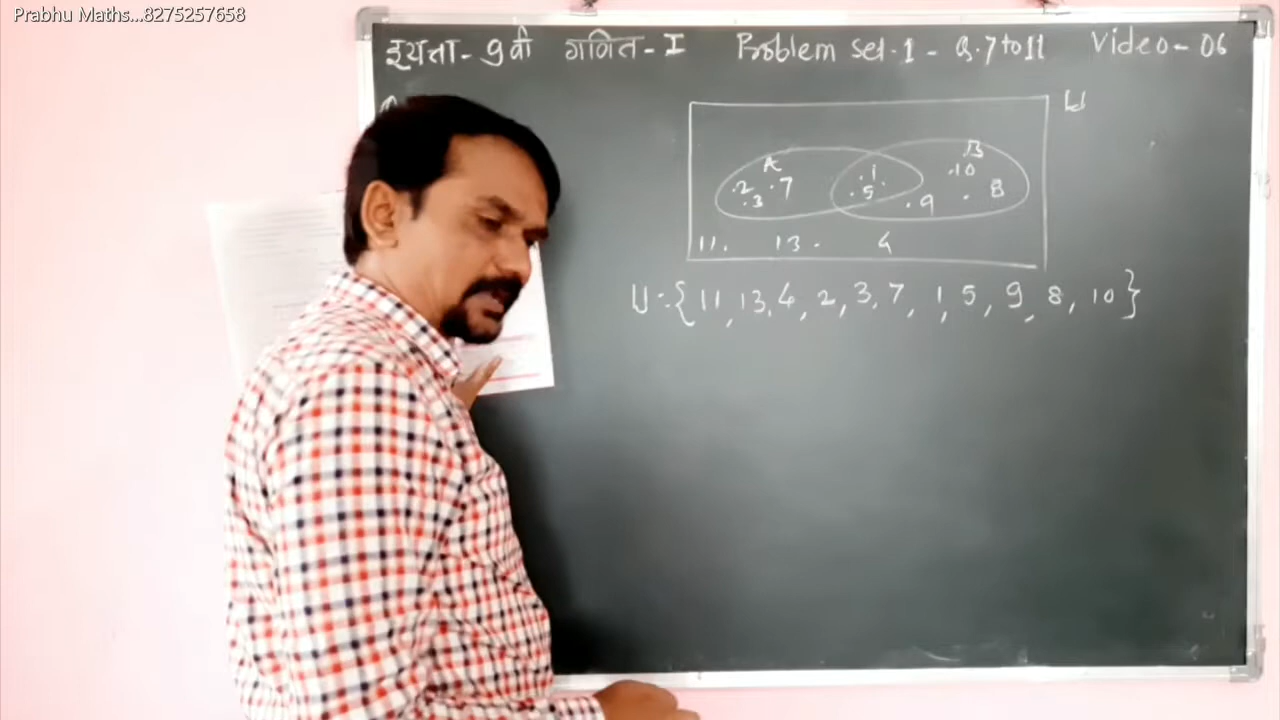 Prabhu Maths...8275257658
इयत्ता - 9वी गणित - I Problem set - 1 - Q. 7 to 11 Video - 06
U
A B
.2 .7 .1 .10
.3 .5 .9 . 8
11. 13. 4
U = {11, 13, 4, 2, 3, 7, 1, 5, 9, 8, 10}